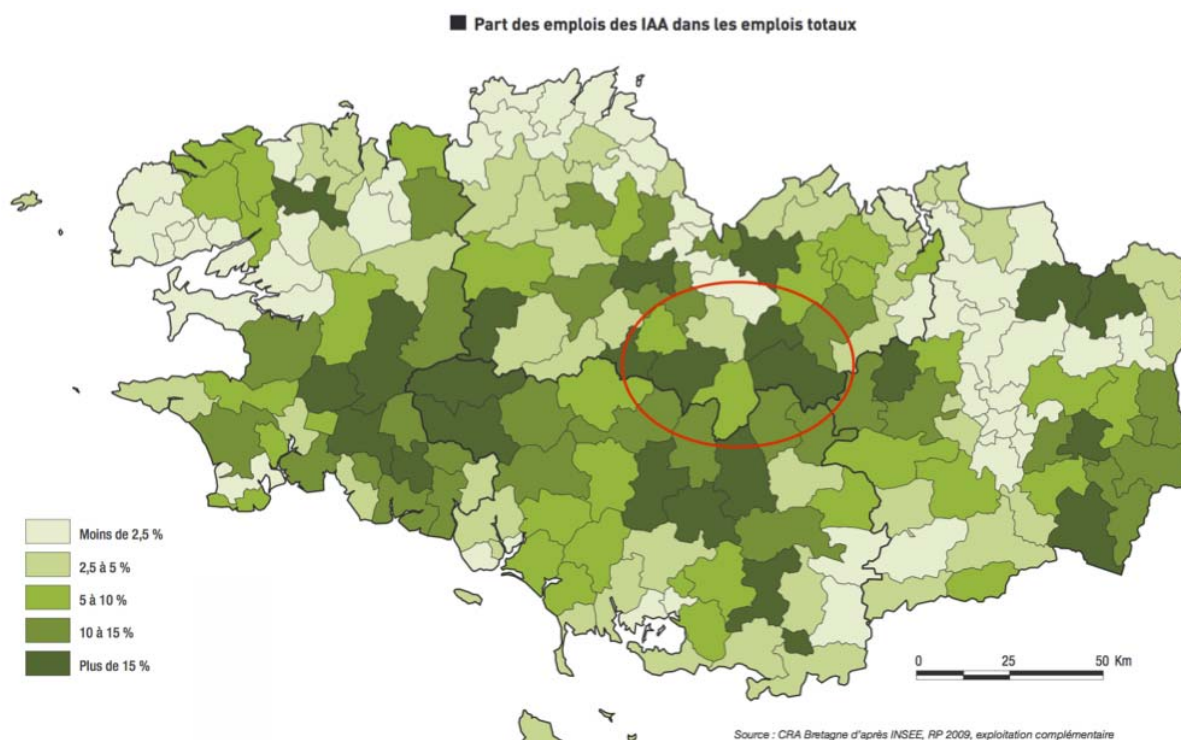 Part des emplois des IAA dans les emplois totaux
Moins de 2,5 %
2,5 à 5 %
5 à 10 %
10 à 15 %
Plus de 15 %
0 25 50 Km
Source : CRA Bretagne d'après INSEE, RP 2009, exploitation complémentaire